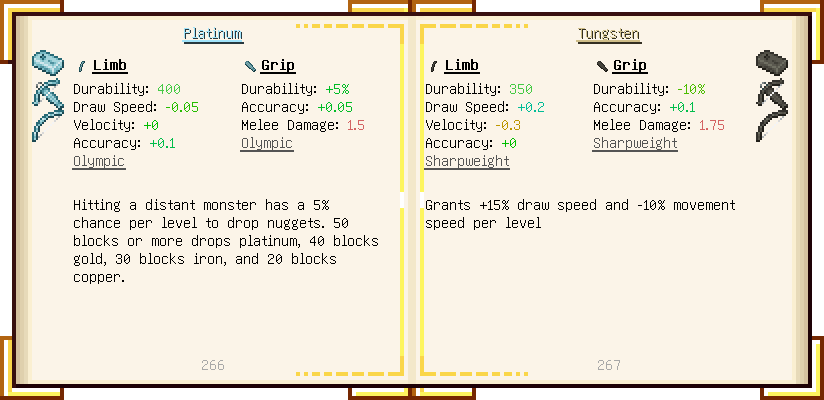 Platinum
Limb
Durability: 400
Draw Speed: -0.05
Velocity: +0
Accuracy: +0.1
Olympic
Grip
Durability: +5%
Accuracy: +0.05
Melee Damage: 1.5
Olympic
Hitting a distant monster has a 5%
chance per level to drop nuggets. 50
blocks or more drops platinum, 40 blocks
gold, 30 blocks iron, and 20 blocks
copper.
266
Tungsten
Limb
Durability: 350
Draw Speed: +0.2
Velocity: -0.3
Accuracy: +0
Sharpweight
Grip
Durability: -10%
Accuracy: +0.1
Melee Damage: 1.75
Sharpweight
Grants +15% draw speed and -10% movement
speed per level
267